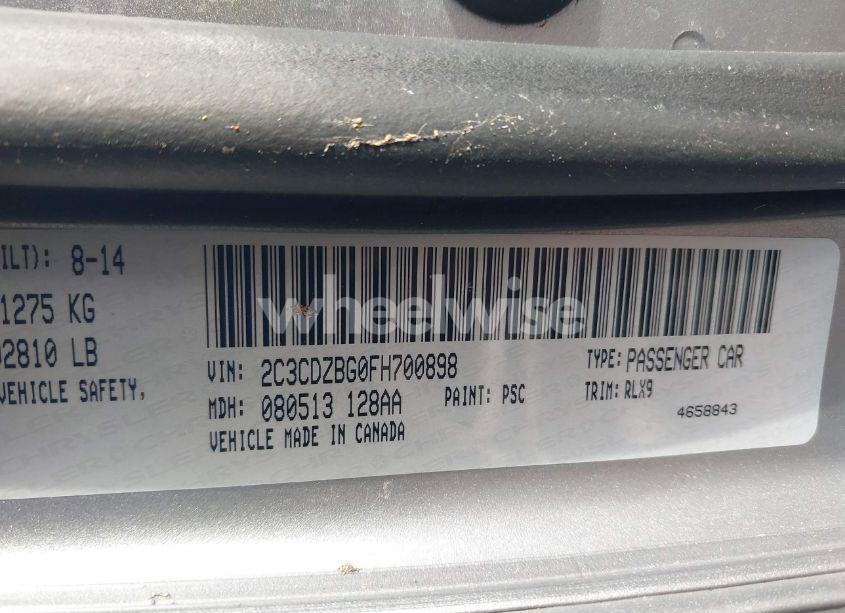 ILT): 8-14
1275 KG
02810 LB
VEHICLE SAFETY,
wheelwise
VIN: 2C3CDZBG0FH700898
TYPE: PASSENGER CAR
MDH: 080513 128AA
PAINT: PSC
TRIM: RLX9
VEHICLE MADE IN CANADA
4658843